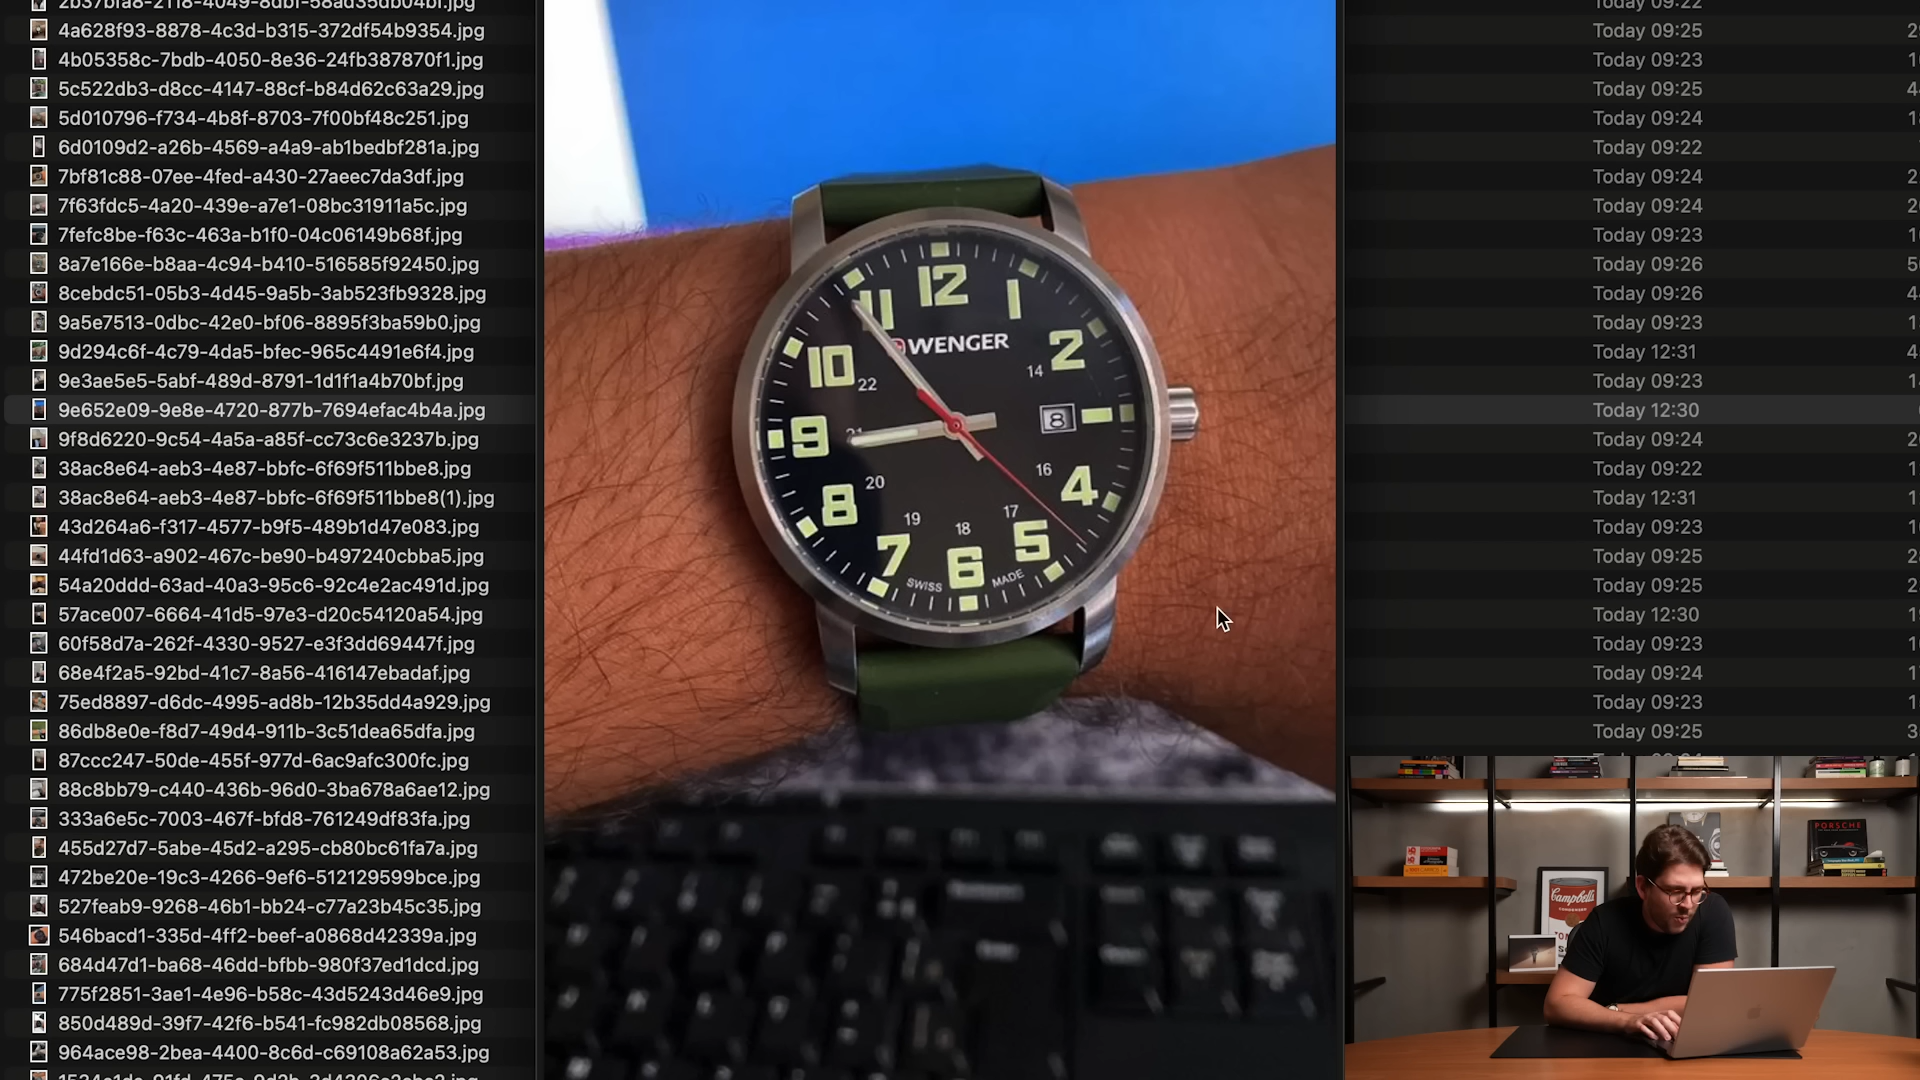 4a628f93-8878-4c3d-b315-372df54b9354.jpg
4b05358c-7bdb-4050-8e36-24fb387870f1.jpg
5c522db3-d8cc-4147-88cf-b84d62c63a29.jpg
5d010796-f734-4b8f-8703-7f00bf48c251.jpg
6d0109d2-a26b-4569-a4a9-ab1bedbf281a.jpg
7bf81c88-07ee-4fed-a430-27aeec7da3df.jpg
7f63fdc5-4a20-439e-a7e1-08bc31911a5c.jpg
7fefc8be-f63c-463a-b1f0-04c06149b68f.jpg
8a7e166e-b8aa-4c94-b410-516585f92450.jpg
8cebdc51-05b3-4d45-9a5b-3ab523fb9328.jpg
9a5e7513-0dbc-42e0-bf06-8895f3ba59b0.jpg
9d294c6f-4c79-4da5-bfec-965c4491e6f4.jpg
9e3ae5e5-5abf-489d-8791-1d1f1a4b70bf.jpg
9e652e09-9e8e-4720-877b-7694efac4b4a.jpg
9f8d6220-9c54-4a5a-a85f-cc73c6e3237b.jpg
38ac8e64-aeb3-4e87-bbfc-6f69f511bbe8.jpg
38ac8e64-aeb3-4e87-bbfc-6f69f511bbe8(1).jpg
43d264a6-f317-4577-b9f5-489b1d47e083.jpg
44fd1d63-a902-467c-be90-b497240cbba5.jpg
54a20ddd-63ad-40a3-95c6-92c4e2ac491d.jpg
57ace007-6664-41d5-97e3-d20c54120a54.jpg
60f58d7a-262f-4330-9527-e3f3dd69447f.jpg
68e4f2a5-92bd-41c7-8a56-416147ebadaf.jpg
75ed8897-d6dc-4995-ad8b-12b35dd4a929.jpg
86db8e0e-f8d7-49d4-911b-3c51dea65dfa.jpg
87ccc247-50de-455f-977d-6ac9afc300fc.jpg
88c8bb79-c440-436b-96d0-3ba678a6ae12.jpg
333a6e5c-7003-467f-bfd8-761249df83fa.jpg
455d27d7-5abe-45d2-a295-cb80bc61fa7a.jpg
472be20e-19c3-4266-9ef6-512129599bce.jpg
527feab9-9268-46b1-bb24-c77a23b45c35.jpg
546bacd1-335d-4ff2-beef-a0868d42339a.jpg
684d47d1-ba68-46dd-bfbb-980f37ed1dcd.jpg
775f2851-3ae1-4e96-b58c-43d5243d46e9.jpg
850d489d-39f7-42f6-b541-fc982db08568.jpg
964ace98-2bea-4400-8c6d-c69108a62a53.jpg
12
11
1
WENGER
10
2
22
14
9
8
21
16
4
8
20
17
19
18
5
7
6
SWISS
MADE
Today 09:22
Today 09:25
Today 09:23
Today 09:25
Today 09:24
Today 09:22
Today 09:24
Today 09:24
Today 09:23
Today 09:26
Today 09:26
Today 09:23
Today 12:31
Today 09:23
Today 12:30
Today 09:24
Today 09:22
Today 12:31
Today 09:23
Today 09:25
Today 09:25
Today 12:30
Today 09:23
Today 09:24
Today 09:23
Today 09:25
PORSCHE
Campbell's